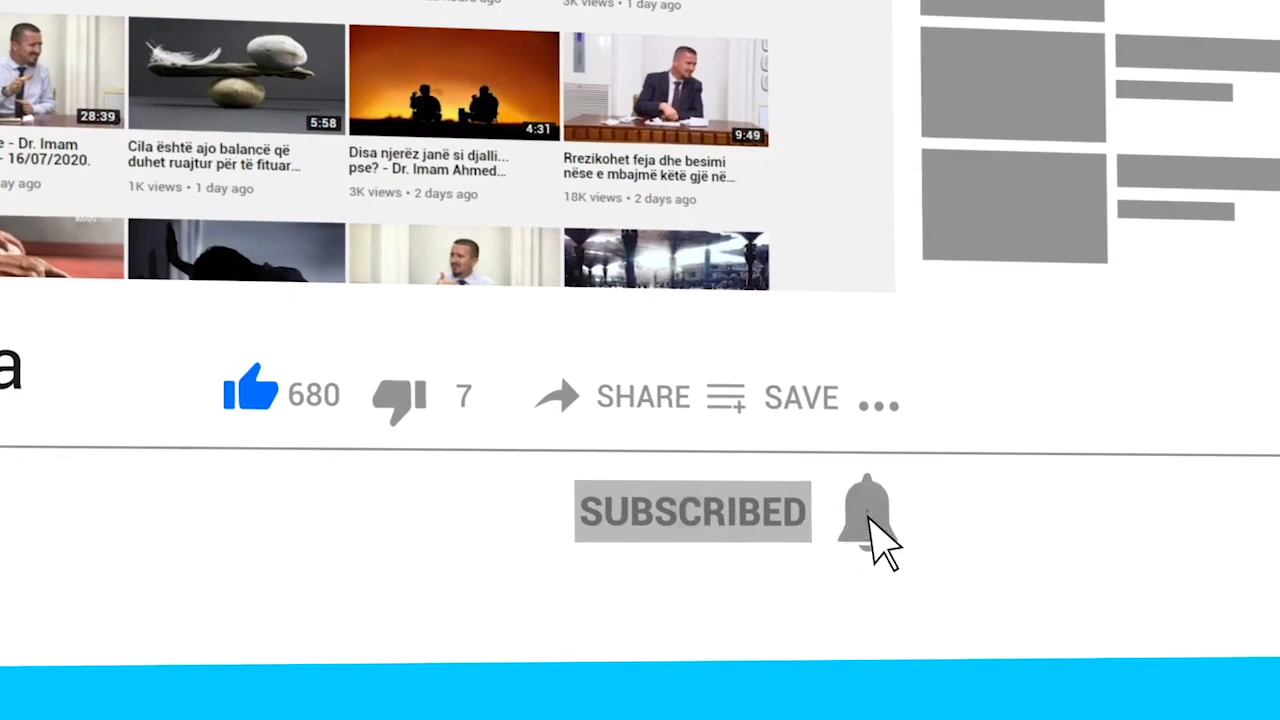 3K views • 1 day ago
28:39
5:58
4:31
9:49
e - Dr. Imam
- 16/07/2020.
ay ago
Cila është ajo balancë që
duhet ruajtur për të fituar...
1K views • 1 day ago
Disa njerëz janë si djalli...
pse? - Dr. Imam Ahmed...
3K views • 2 days ago
Rrezikohet feja dhe besimi
nëse e mbajmë këtë gjë në...
18K views • 2 days ago
a
680
7
SHARE
SAVE
SUBSCRIBED